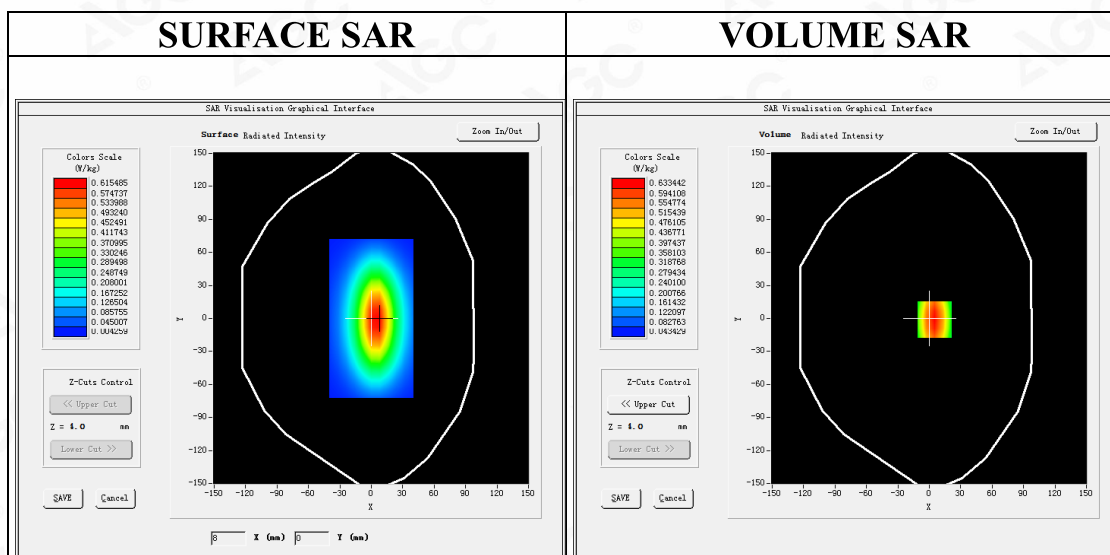 SURFACE SAR
SAR Visualisation Graphical Interface
Surface Radiated Intensity
Zoom In/Out
Colors Scale
(W/kg)
0.615485
0.574737
0.533988
0.493240
0.452491
0.411743
0.370995
0.330246
0.289498
0.248749
0.208001
0.167252
0.126504
0.085755
0.045007
0.004259
Z-Cuts Control
<< Upper Cut
Z = 4.0 mm
Lower Cut >>
SAVE Cancel
150
120
90
60
30
0
-30
-60
-90
-120
-150
Y
-150 -120 -90 -60 -30 0 30 60 90 120 150
X
8 X (mm) 0 Y (mm)
VOLUME SAR
SAR Visualisation Graphical Interface
Volume Radiated Intensity
Zoom In/Out
Colors Scale
(W/kg)
0.633442
0.594108
0.554774
0.515439
0.476105
0.436771
0.397437
0.358103
0.318768
0.279434
0.240100
0.200766
0.161432
0.122097
0.082763
0.043429
Z-Cuts Control
<< Upper Cut
Z = 4.0 mm
Lower Cut >>
SAVE Cancel
150
120
90
60
30
0
-30
-60
-90
-120
-150
Y
-150 -120 -90 -60 -30 0 30 60 90 120 150
X